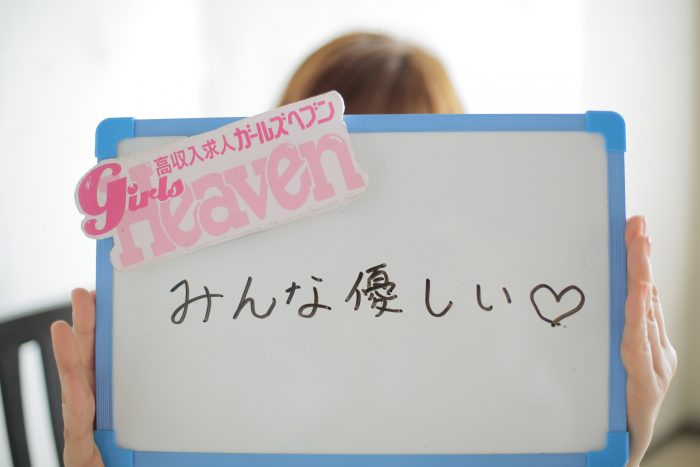 高収入求人ガールズヘブン
Girls
Heaven
みんな優しい♡